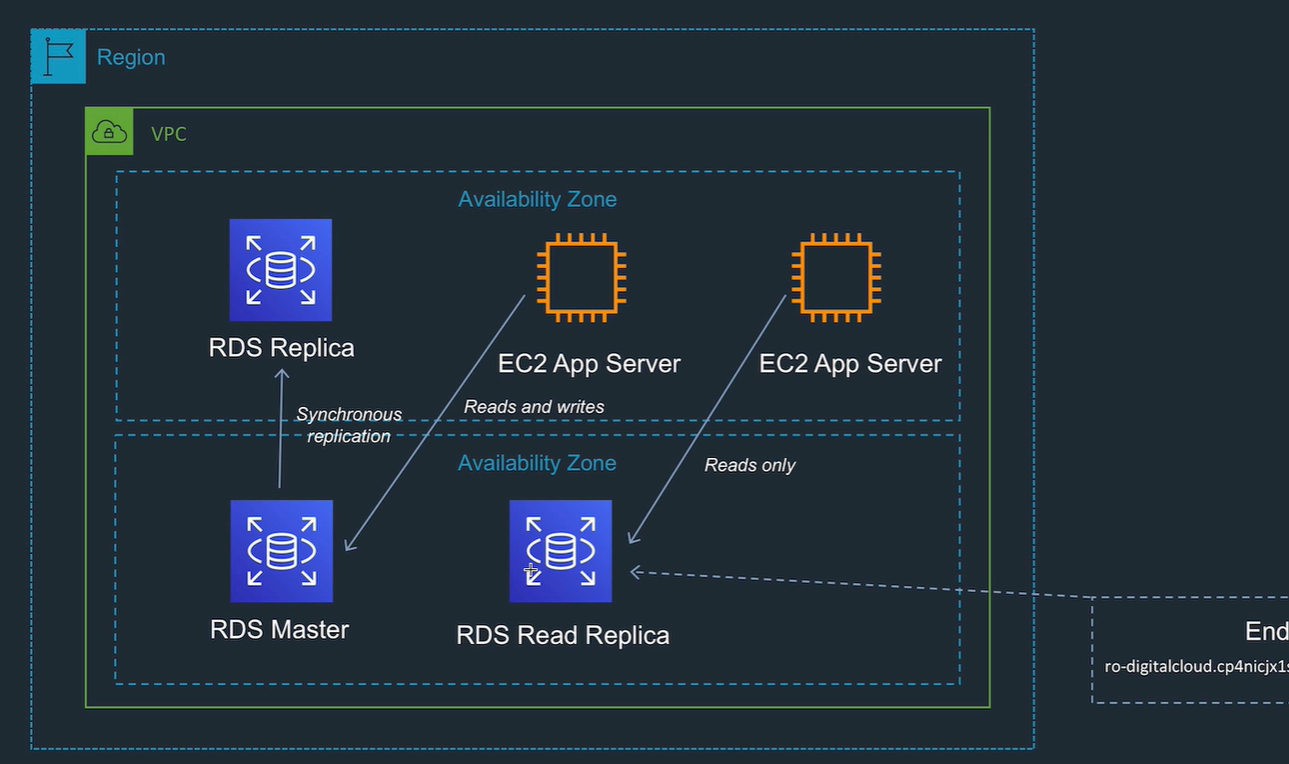 Region
VPC
Availability Zone
RDS Replica
EC2 App Server
EC2 App Server
Synchronous
replication
Reads and writes
Availability Zone
Reads only
RDS Master
RDS Read Replica
End
ro-digitalcloud.cp4nicjx1s